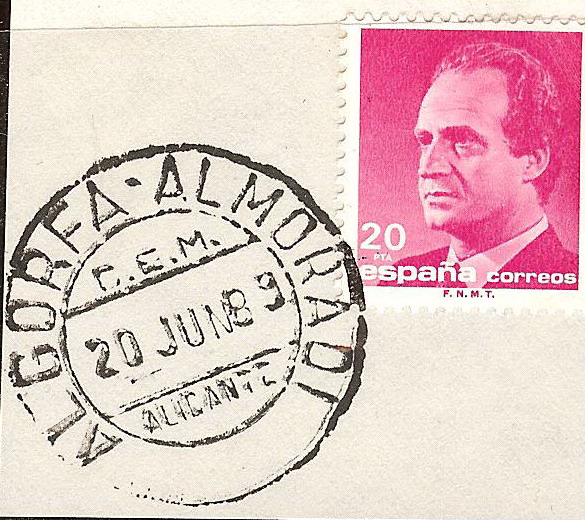 20
PTA
españa correos
F.N.M.T.
ALGORFA-ALMORADI
C.E.M.
20 JUN 89
ALICANTE